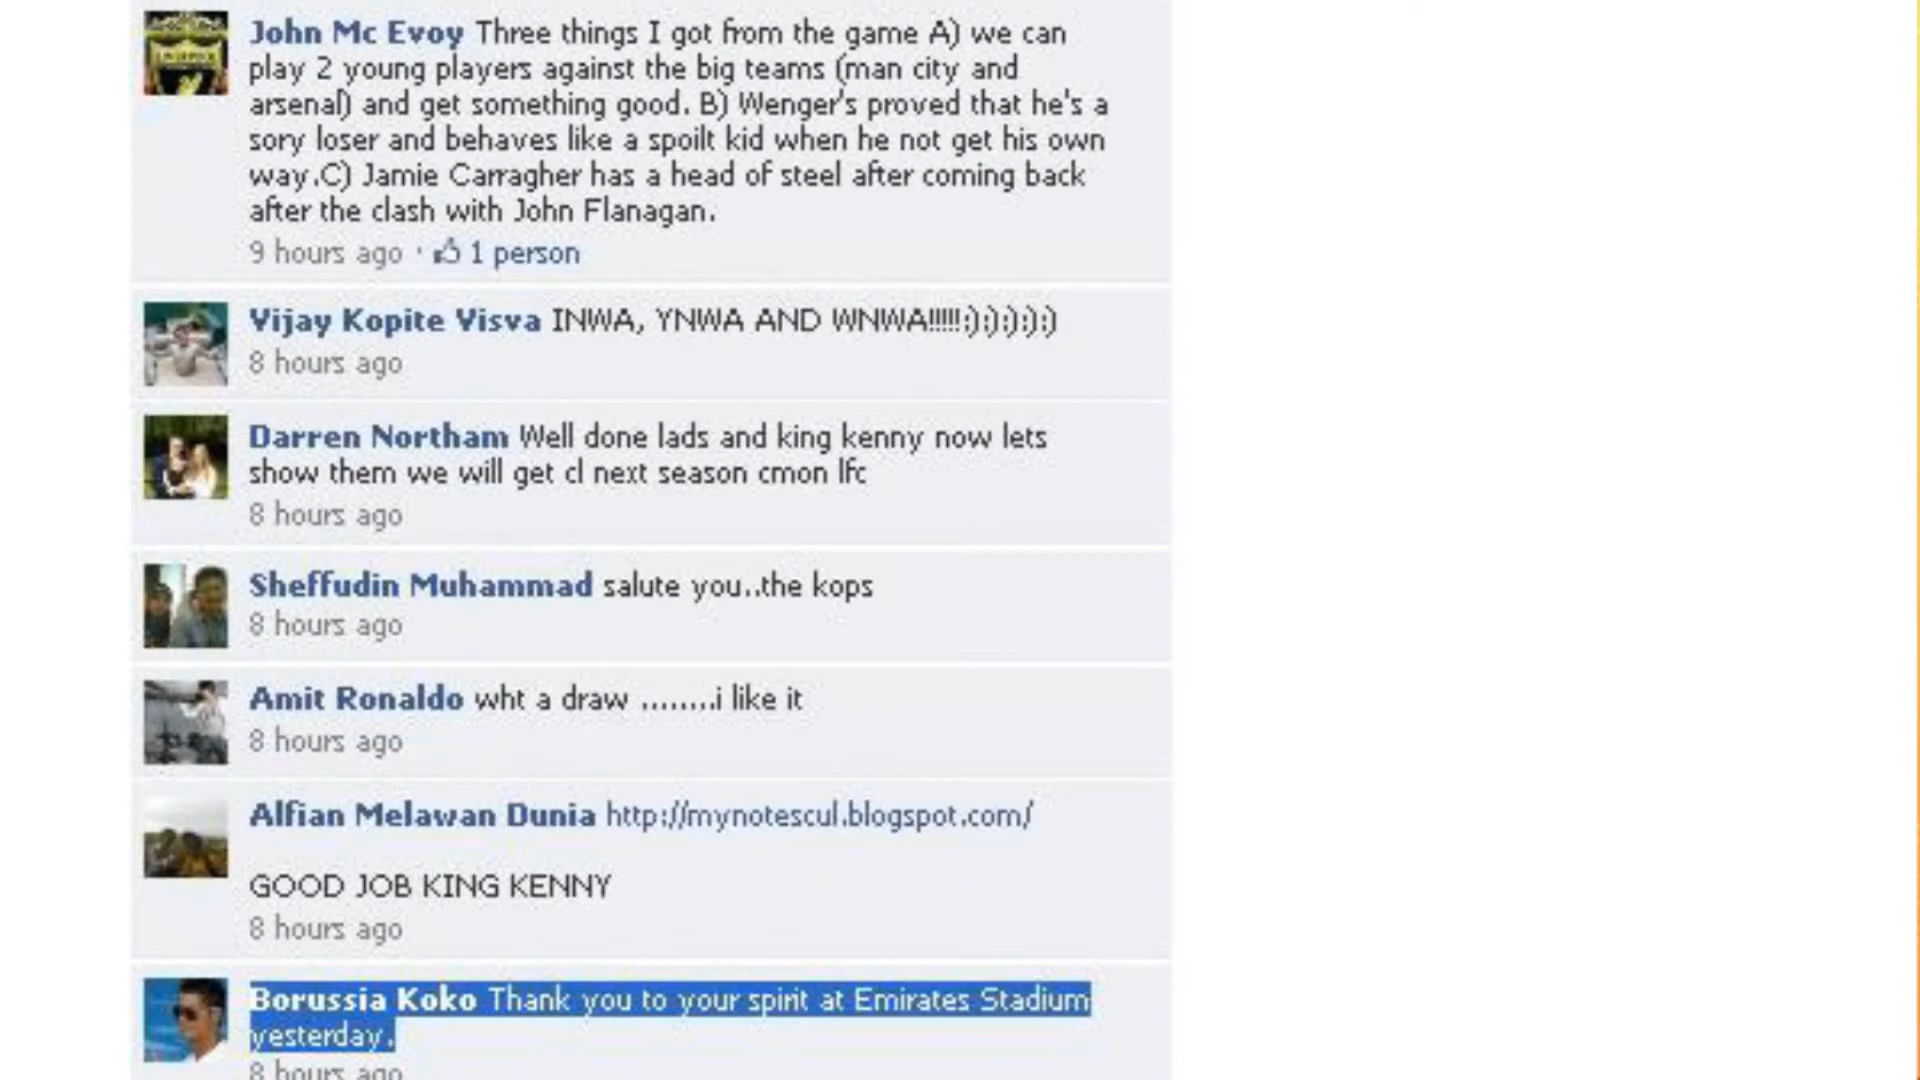 John Mc Evoy Three things I got from the game A) we can
play 2 young players against the big teams (man city and
arsenal) and get something good. B) Wenger's proved that he's a
sory loser and behaves like a spoilt kid when he not get his own
way.C) Jamie Carragher has a head of steel after coming back
after the clash with John Flanagan.
9 hours ago · 1 person
Vijay Kopite Visva INWA, YNWA AND WNWA!!!!!:):):):):)
8 hours ago
Darren Northam Well done lads and king kenny now lets
show them we will get cl next season cmon lfc
8 hours ago
Sheffudin Muhammad salute you..the kops
8 hours ago
Amit Ronaldo wht a draw ........i like it
8 hours ago
Alfian Melawan Dunia http://mynotescul.blogspot.com/
GOOD JOB KING KENNY
8 hours ago
Borussia Koko Thank you to your spirit at Emirates Stadium
yesterday.
8 hours ago